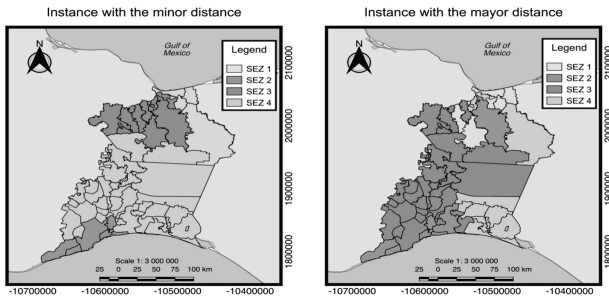 Instance with the minor distance
N
Gulf of
Mexico
Legend
SEZ 1
SEZ 2
SEZ 3
SEZ 4
Scale 1: 3 000 000
25 0 25 50 75 100 km
2100000
2000000
1900000
1800000
-10700000 -10600000 -10500000 -10400000
Instance with the mayor distance
N
Gulf of
Mexico
Legend
SEZ 1
SEZ 2
SEZ 3
SEZ 4
Scale 1: 3 000 000
25 0 25 50 75 100 km
2100000
2000000
1900000
1800000
-10700000 -10600000 -10500000 -10400000